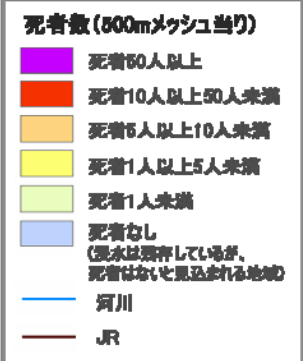 死者数(500mメッシュ当り)
死者50人以上
死者10人以上50人未満
死者5人以上10人未満
死者1人以上5人未満
死者1人未満
死者なし
(浸水は残存しているが、
死者はないと見込まれる地域)
河川
JR